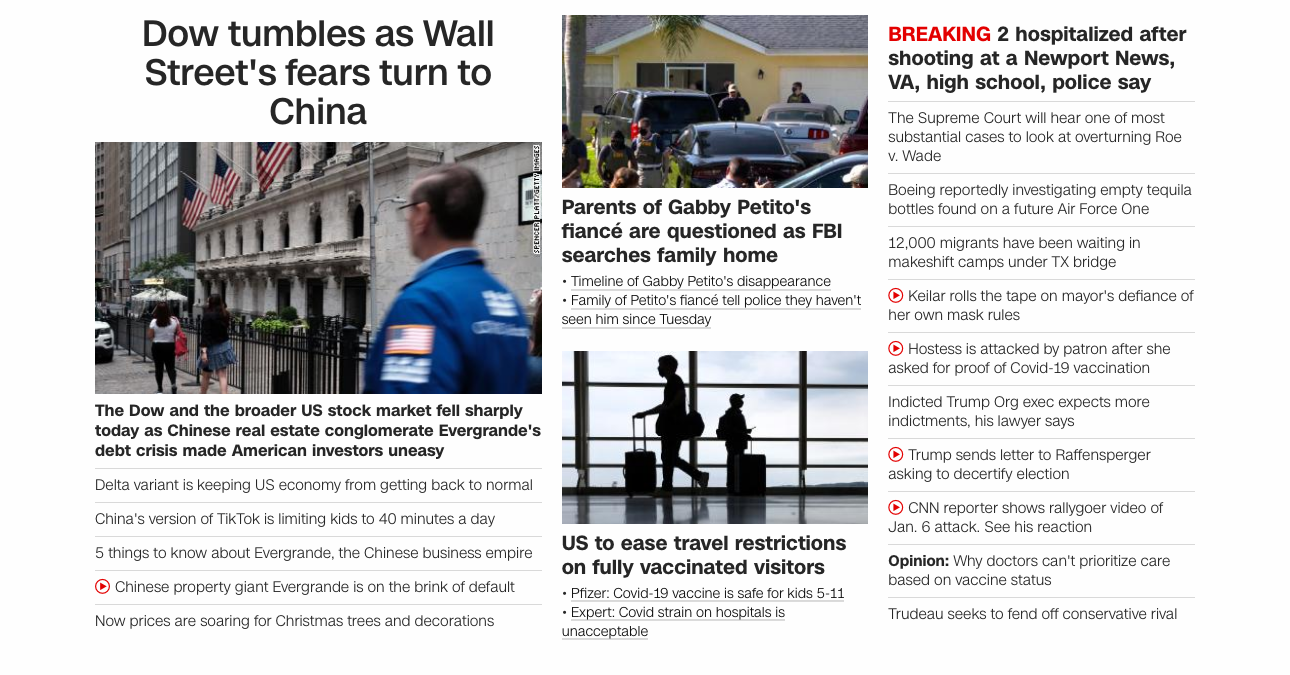 Dow tumbles as Wall
Street's fears turn to
China
SPENCER PLATT/GETTY IMAGES
The Dow and the broader US stock market fell sharply
today as Chinese real estate conglomerate Evergrande's
debt crisis made American investors uneasy
Delta variant is keeping US economy from getting back to normal
China's version of TikTok is limiting kids to 40 minutes a day
5 things to know about Evergrande, the Chinese business empire
Chinese property giant Evergrande is on the brink of default
Now prices are soaring for Christmas trees and decorations
Parents of Gabby Petito's
fiancé are questioned as FBI
searches family home
• Timeline of Gabby Petito's disappearance
• Family of Petito's fiancé tell police they haven't
seen him since Tuesday
US to ease travel restrictions
on fully vaccinated visitors
• Pfizer: Covid-19 vaccine is safe for kids 5-11
• Expert: Covid strain on hospitals is
unacceptable
BREAKING 2 hospitalized after
shooting at a Newport News,
VA, high school, police say
The Supreme Court will hear one of most
substantial cases to look at overturning Roe
v. Wade
Boeing reportedly investigating empty tequila
bottles found on a future Air Force One
12,000 migrants have been waiting in
makeshift camps under TX bridge
Keilar rolls the tape on mayor's defiance of
her own mask rules
Hostess is attacked by patron after she
asked for proof of Covid-19 vaccination
Indicted Trump Org exec expects more
indictments, his lawyer says
Trump sends letter to Raffensperger
asking to decertify election
CNN reporter shows rallygoer video of
Jan. 6 attack. See his reaction
Opinion: Why doctors can't prioritize care
based on vaccine status
Trudeau seeks to fend off conservative rival